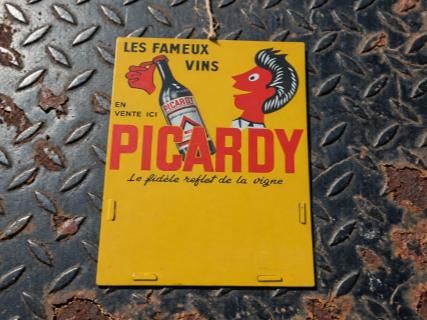 LES FAMEUX
VINS
EN
VENTE ICI
PICARDY
PICARDY
Le fidèle reflet de la vigne